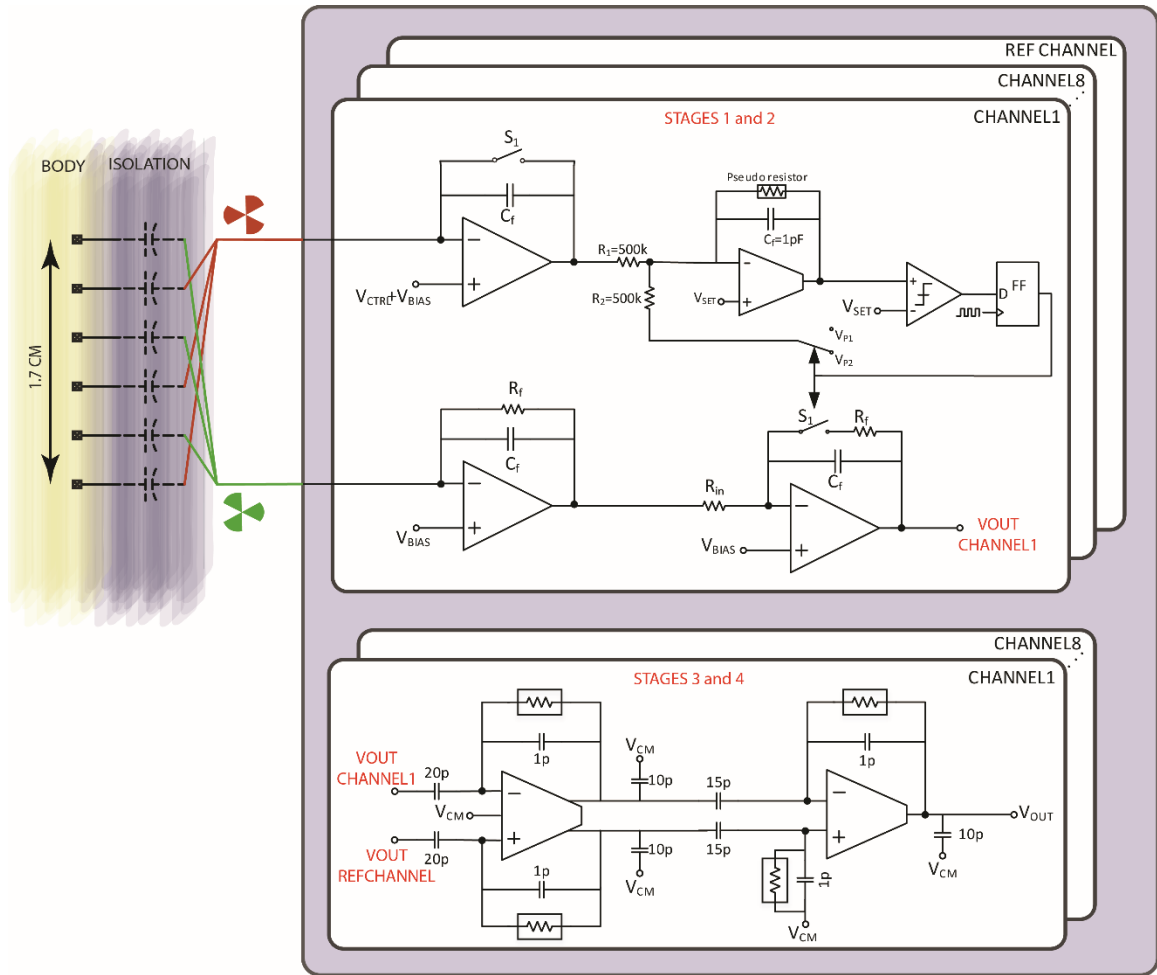 REF CHANNEL
CHANNEL8
CHANNEL1
STAGES 1 and 2
BODY
ISOLATION
1.7 CM
S1
Cf
VCTRL+VBIAS
R1=500k
R2=500k
Pseudo resistor
Cf=1pF
VSET
VSET
D
FF
VP1
VP2
Rf
Cf
VBIAS
Rin
S1
Rf
Cf
VBIAS
VOUT
CHANNEL1
CHANNEL8
CHANNEL1
STAGES 3 and 4
VOUT
CHANNEL1
20p
1p
VCM
VOUT
REFCHANNEL
20p
1p
VCM
10p
10p
VCM
15p
15p
1p
1p
VCM
VOUT
10p
VCM